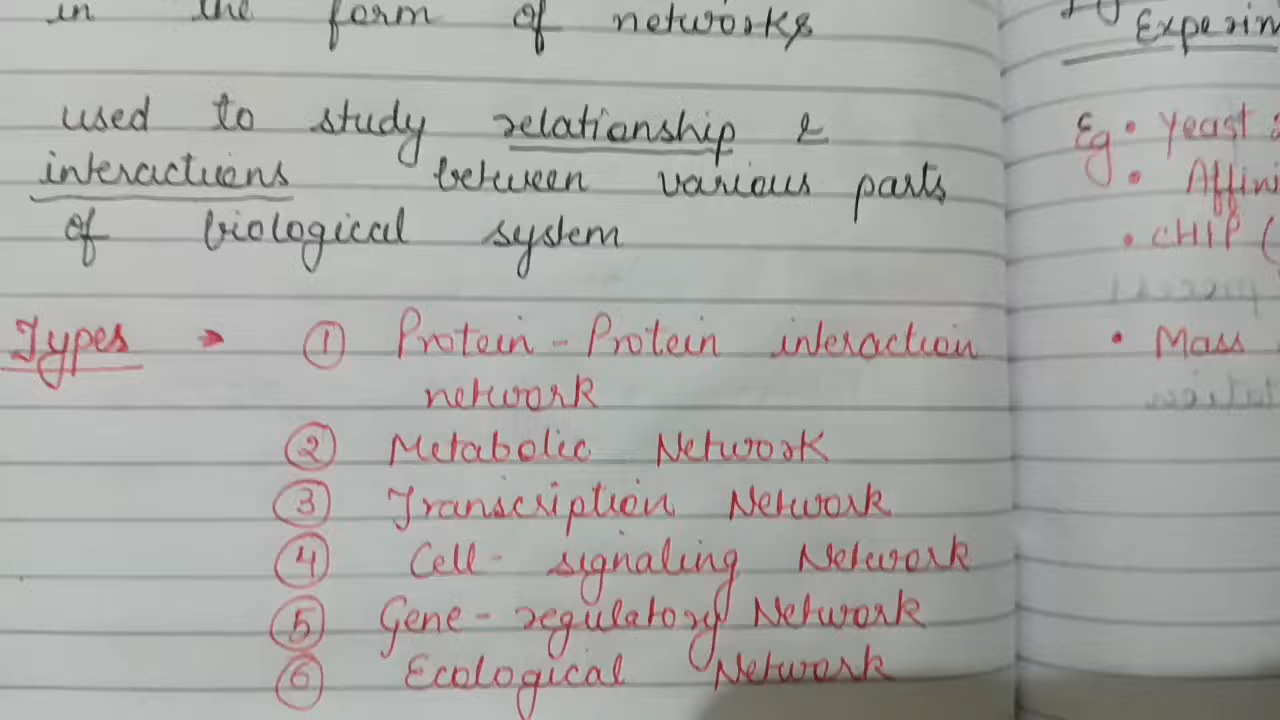 in the form of networks
used to study relationship &
interactions between various parts
of biological system
Types → ① Protein - Protein interaction
network
② Metabolic Network
③ Transcription Network
④ Cell - signaling Network
⑤ Gene - regulatory Network
⑥ Ecological Network
Eg • Yeast
•
• CHIP (
• Mass